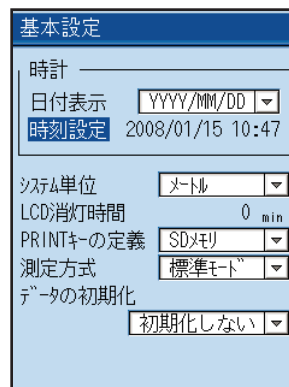 基本設定
時計
日付表示 YYYY/MM/DD
時刻設定 2008/01/15 10:47
ｼｽﾃﾑ単位 ﾒｰﾄﾙ
LCD消灯時間 0 min
PRINTｷｰの定義 SDﾒﾓﾘ
測定方式 標準ﾓｰﾄﾞ
ﾃﾞｰﾀの初期化
初期化しない